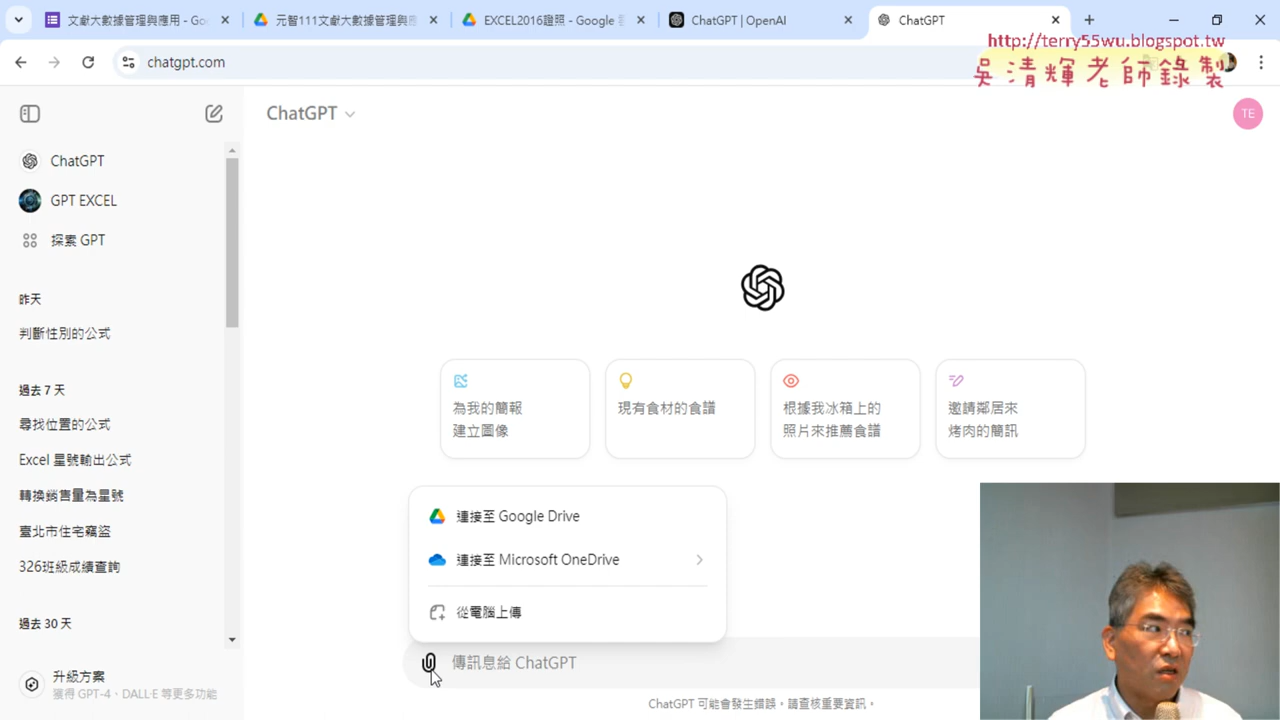 文獻大數據管理與應用 - Go
元智111文獻大數據管理與應
EXCEL2016證照 - Google
ChatGPT | OpenAI
ChatGPT
http://terry55wu.blogspot.tw
chatgpt.com
吳清輝老師錄製
ChatGPT
TE
ChatGPT
GPT EXCEL
探索 GPT
昨天
判斷性別的公式
過去 7 天
尋找位置的公式
Excel 星號輸出公式
轉換銷售量為星號
臺北市住宅竊盜
326班級成績查詢
過去 30 天
升級方案
獲得 GPT-4、DALL·E 等更多功能
為我的簡報
建立圖像
現有食材的食譜
根據我冰箱上的
照片來推薦食譜
邀請鄰居來
烤肉的簡訊
連接至 Google Drive
連接至 Microsoft OneDrive
從電腦上傳
傳訊息給 ChatGPT
ChatGPT 可能會發生錯誤。請查核重要資訊。